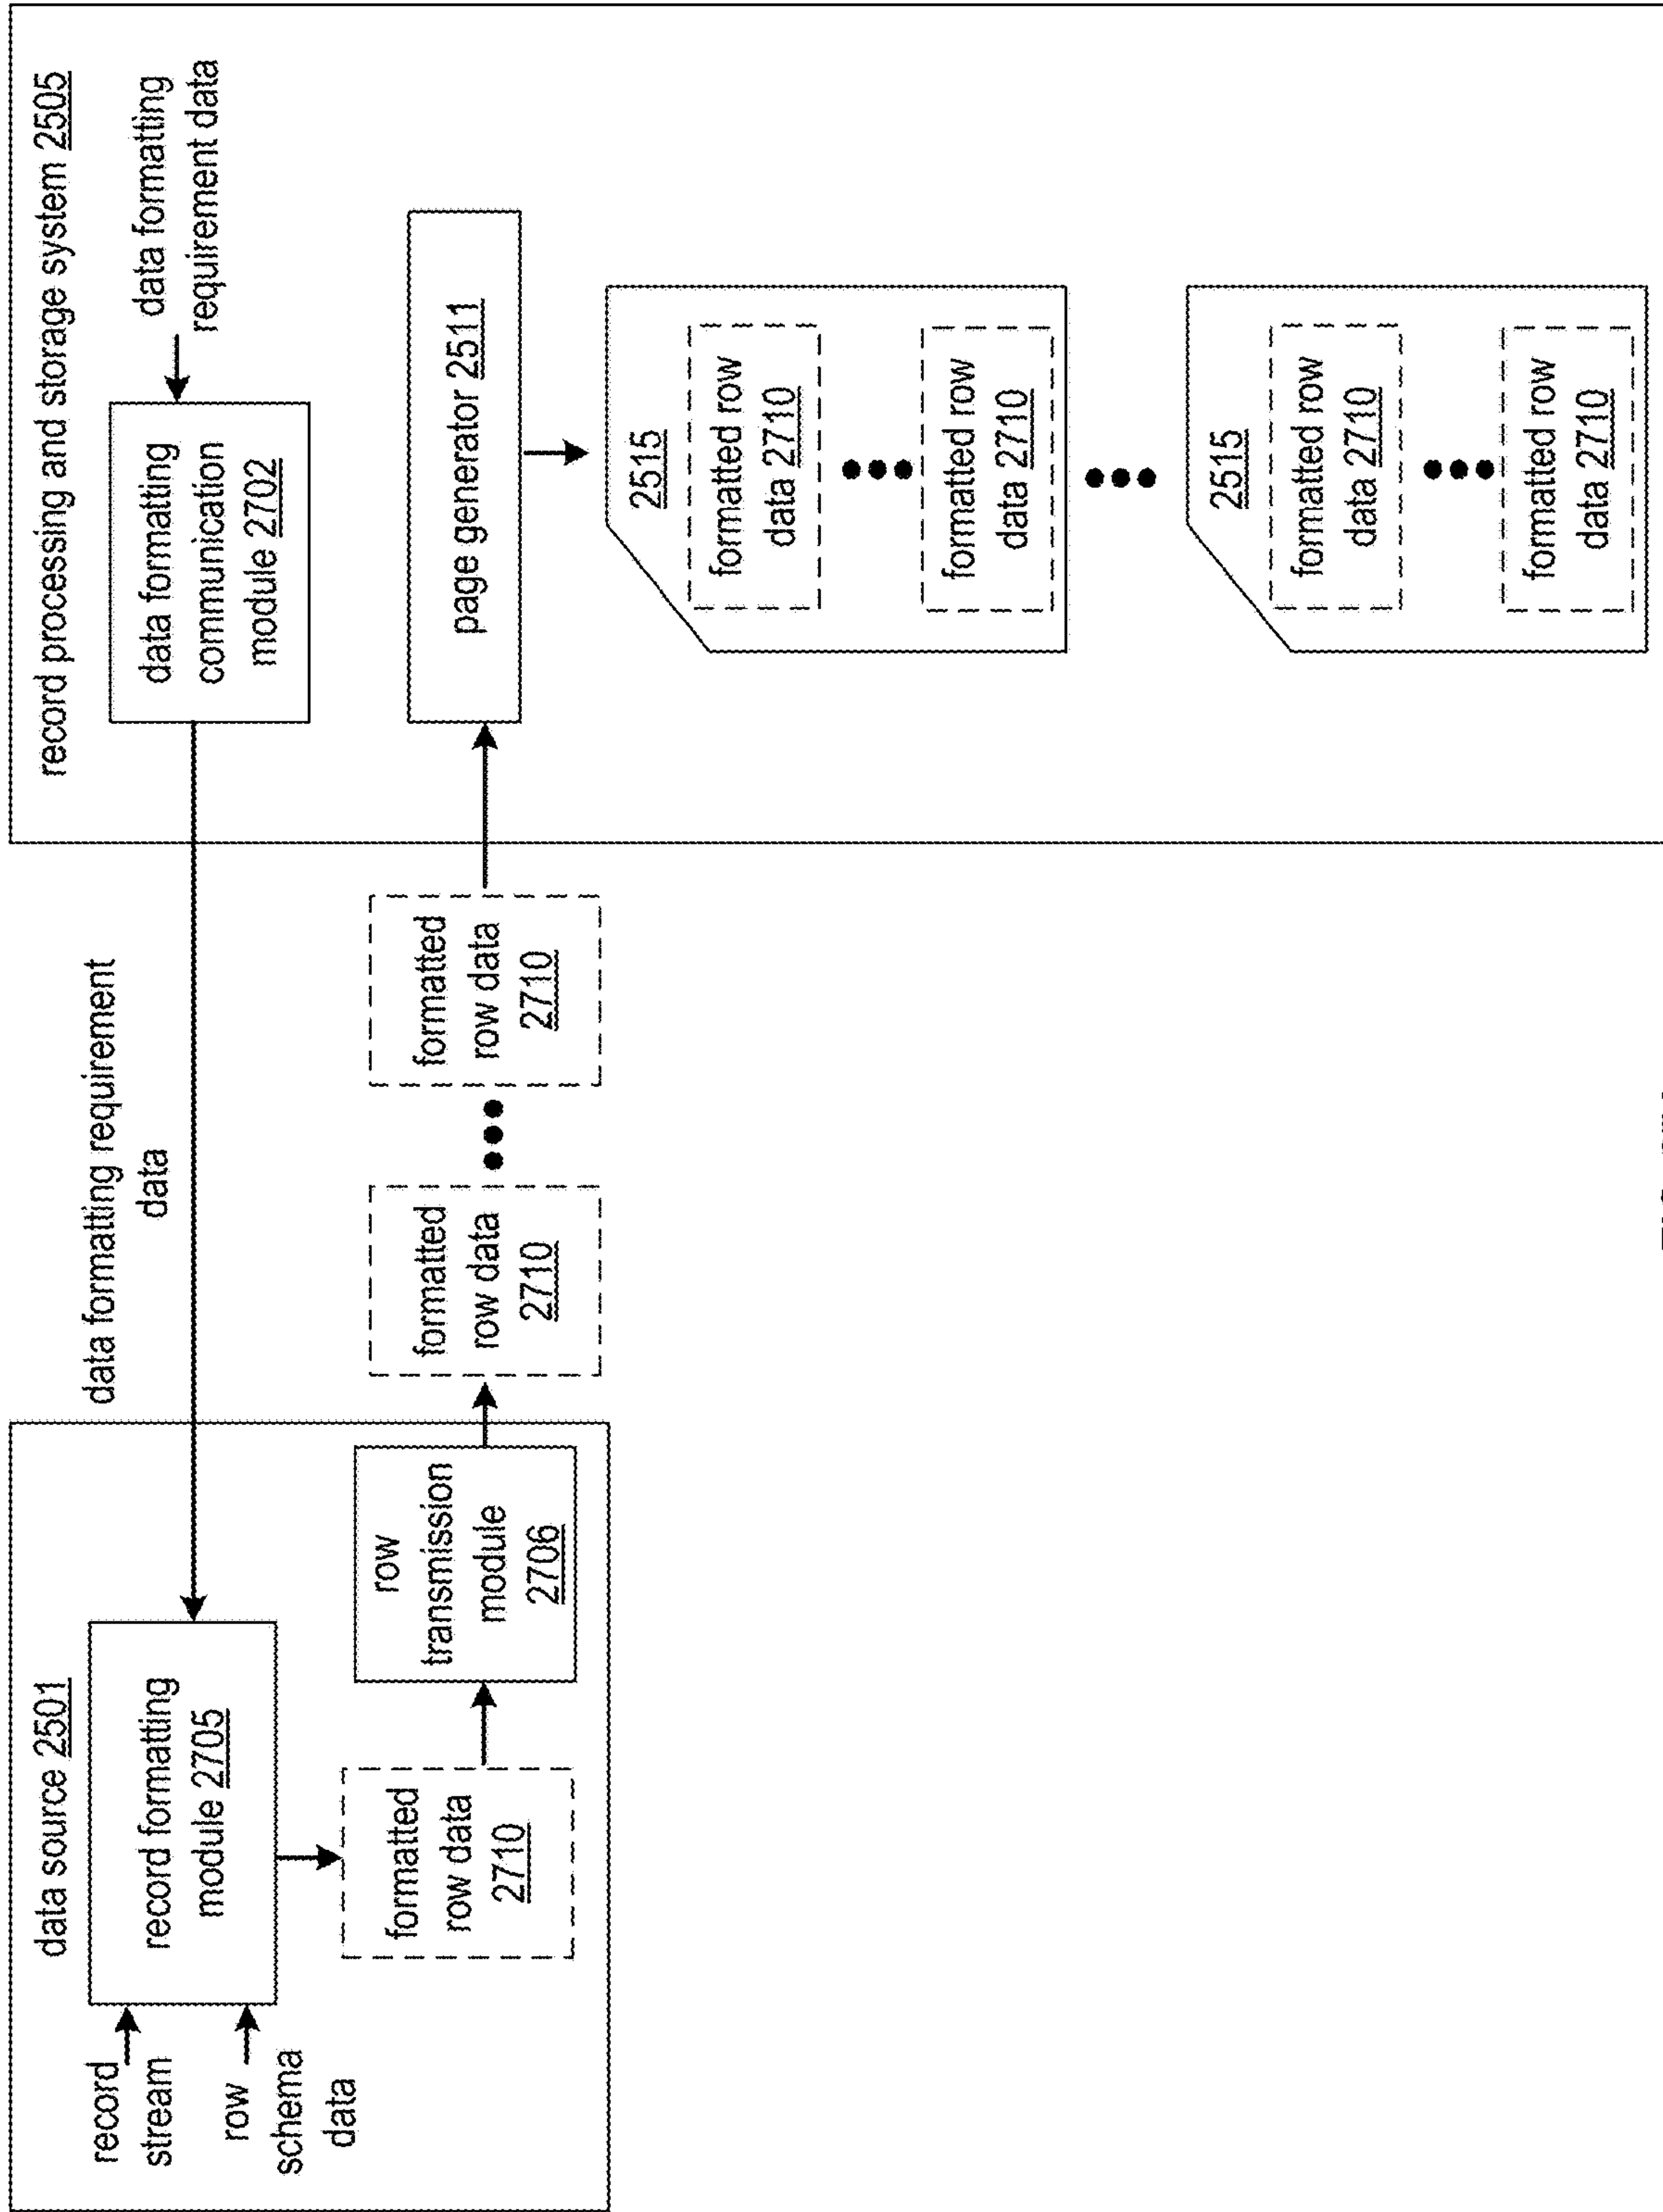 data source 2501
record
stream
row
schema
data
record formatting
module 2705
formatted
row data
2710
row
transmission
module
2706
data formatting requirement
data
formatted
row data
2710
formatted
row data
2710
record processing and storage system 2505
data formatting
communication
module 2702
data formatting
requirement data
page generator 2511
2515
formatted row
data 2710
formatted row
data 2710
2515
formatted row
data 2710
formatted row
data 2710